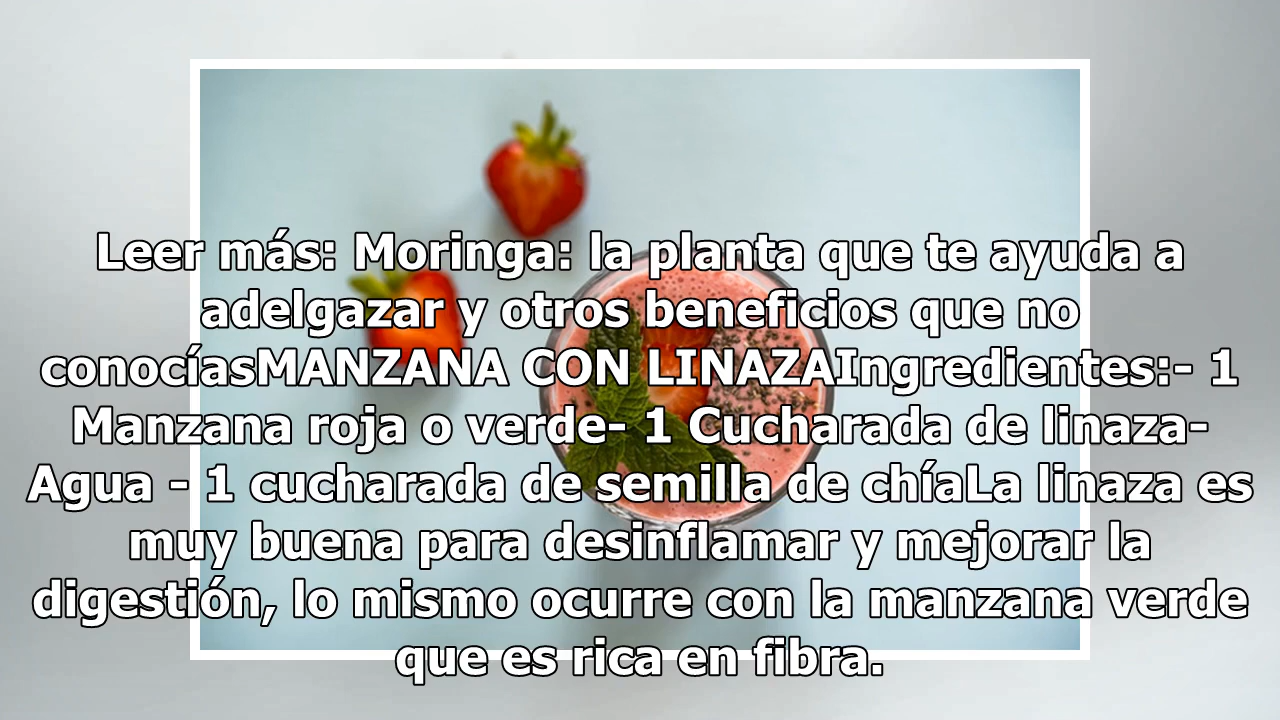 Leer más: Moringa: la planta que te ayuda a
adelgazar y otros beneficios que no
conocíasMANZANA CON LINAZAIngredientes:- 1
Manzana roja o verde- 1 Cucharada de linaza-
Agua - 1 cucharada de semilla de chíaLa linaza es
muy buena para desinflamar y mejorar la
digestión, lo mismo ocurre con la manzana verde
que es rica en fibra.